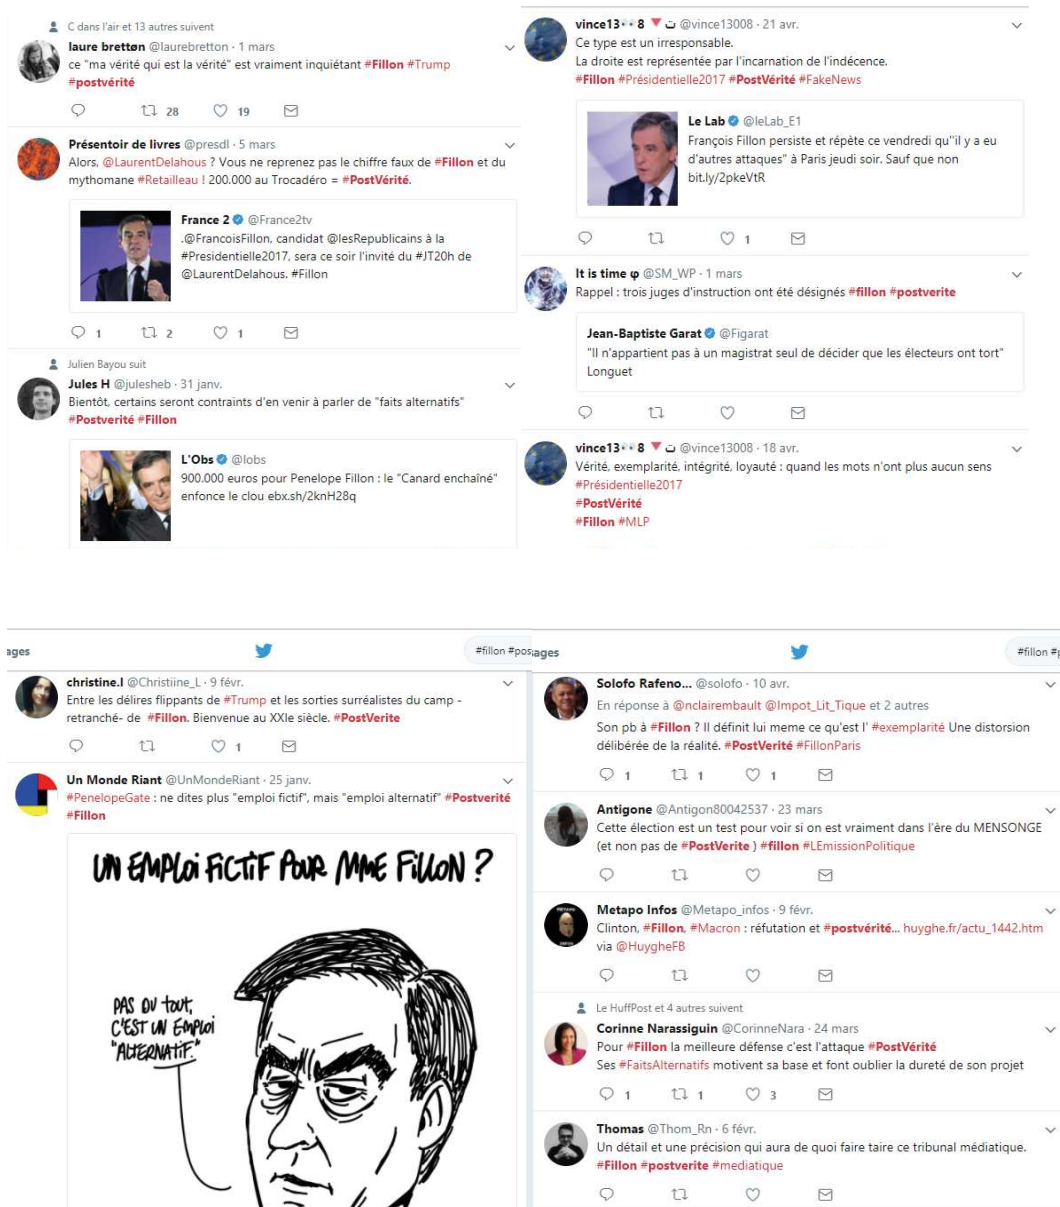 C dans l'air et 13 autres suivent
laure brettøn @laurebretton · 1 mars
ce "ma vérité qui est la vérité" est vraiment inquiétant #Fillon #Trump
#postvérité
28 19
Présentoir de livres @presdl · 5 mars
Alors, @LaurentDelahous ? Vous ne reprenez pas le chiffre faux de #Fillon et du
mythomane #Retailleau ! 200.000 au Trocadéro = #PostVérité.
France 2 @France2tv
.@FrancoisFillon, candidat @lesRepublicains à la
#Presidentielle2017, sera ce soir l'invité du #JT20h de
@LaurentDelahous. #Fillon
1 2 1
Julien Bayou suit
Jules H @julesheb · 31 janv.
Bientôt, certains seront contraints d'en venir à parler de "faits alternatifs"
#Postverité #Fillon
L'Obs @lobs
900.000 euros pour Penelope Fillon : le "Canard enchaîné"
enfonce le clou ebx.sh/2knH28q
vince13 8 ت @vince13008 · 21 avr.
Ce type est un irresponsable.
La droite est représentée par l'incarnation de l'indécence.
#Fillon #Présidentielle2017 #PostVérité #FakeNews
Le Lab @leLab_E1
François Fillon persiste et répète ce vendredi qu''il y a eu
d'autres attaques" à Paris jeudi soir. Sauf que non
bit.ly/2pkeVtR
1
It is time φ @SM_WP · 1 mars
Rappel : trois juges d'instruction ont été désignés #fillon #postverite
Jean-Baptiste Garat @Figarat
"Il n'appartient pas à un magistrat seul de décider que les électeurs ont tort"
Longuet
vince13 8 ت @vince13008 · 18 avr.
Vérité, exemplarité, intégrité, loyauté : quand les mots n'ont plus aucun sens
#Présidentielle2017
#PostVérité
#Fillon #MLP
ages #fillon #pos
christine.l @Christiine_L · 9 févr.
Entre les délires flippants de #Trump et les sorties surréalistes du camp -
retranché- de #Fillon. Bienvenue au XXIe siècle. #PostVerite
1
Un Monde Riant @UnMondeRiant · 25 janv.
#PenelopeGate : ne dites plus "emploi fictif", mais "emploi alternatif" #Postverité
#Fillon
UN EMPLOI FICTIF POUR MME FILLON ?
PAS DU TOUT,
C'EST UN EMPLOI
"ALTERNATIF."
ages #fillon #p
Solofo Rafeno... @solofo · 10 avr.
En réponse à @nclairembault @Impot_Lit_Tique et 2 autres
Son pb à #Fillon ? Il définit lui meme ce qu'est l' #exemplarité Une distorsion
délibérée de la réalité. #PostVerité #FillonParis
1 1 1
Antigone @Antigon80042537 · 23 mars
Cette élection est un test pour voir si on est vraiment dans l'ère du MENSONGE
(et non pas de #PostVerite ) #fillon #LEmissionPolitique
Metapo Infos @Metapo_infos · 9 févr.
Clinton, #Fillon, #Macron : réfutation et #postvérité... huyghe.fr/actu_1442.htm
via @HuygheFB
Le HuffPost et 4 autres suivent
Corinne Narassiguin @CorinneNara · 24 mars
Pour #Fillon la meilleure défense c'est l'attaque #PostVérité
Ses #FaitsAlternatifs motivent sa base et font oublier la dureté de son projet
1 1 3
Thomas @Thom_Rn · 6 févr.
Un détail et une précision qui aura de quoi faire taire ce tribunal médiatique.
#Fillon #postverite #mediatique